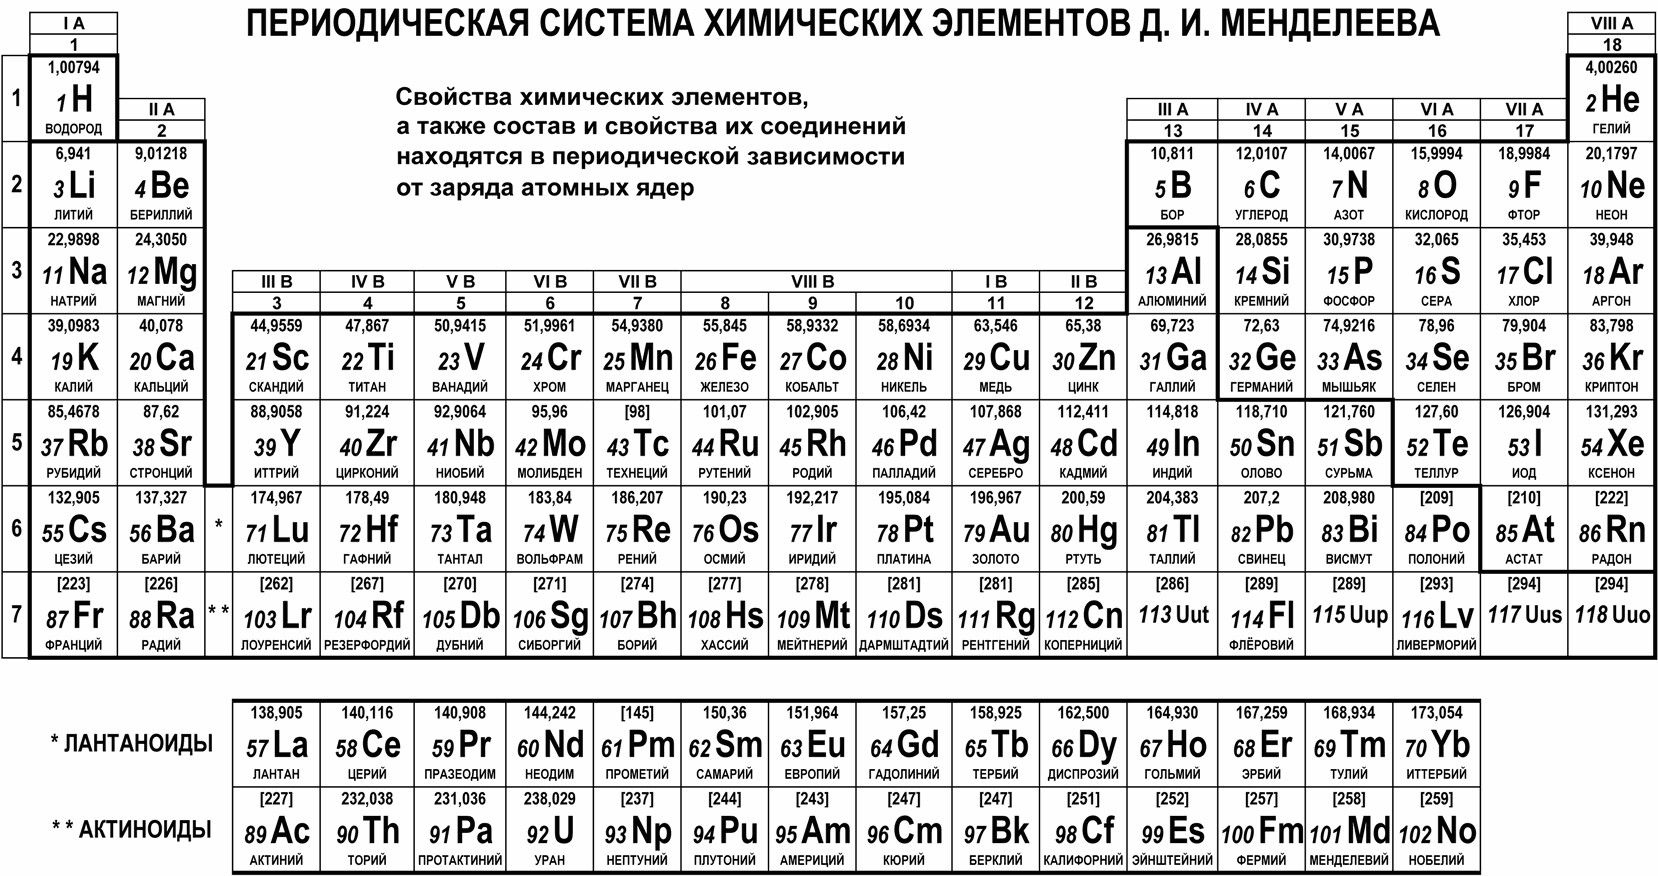 ПЕРИОДИЧЕСКАЯ СИСТЕМА ХИМИЧЕСКИХ ЭЛЕМЕНТОВ Д. И. МЕНДЕЛЕЕВА
I A VIII A
1 18
1 1,00794 4,00260
1 H 2 He
ВОДОРОД ГЕЛИЙ
Свойства химических элементов,
а также состав и свойства их соединений
находятся в периодической зависимости
от заряда атомных ядер
II A III A IV A V A VI A VII A
2 13 14 15 16 17
2 6,941 9,01218 10,811 12,0107 14,0067 15,9994 18,9984 20,1797
3 Li 4 Be 5 B 6 C 7 N 8 O 9 F 10 Ne
ЛИТИЙ БЕРИЛЛИЙ БОР УГЛЕРОД АЗОТ КИСЛОРОД ФТОР НЕОН
3 22,9898 24,3050 26,9815 28,0855 30,9738 32,065 35,453 39,948
11 Na 12 Mg 13 Al 14 Si 15 P 16 S 17 Cl 18 Ar
НАТРИЙ МАГНИЙ АЛЮМИНИЙ КРЕМНИЙ ФОСФОР СЕРА ХЛОР АРГОН
III B IV B V B VI B VII B VIII B I B II B
3 4 5 6 7 8 9 10 11 12
4 39,0983 40,078 44,9559 47,867 50,9415 51,9961 54,9380 55,845 58,9332 58,6934 63,546 65,38 69,723 72,63 74,9216 78,96 79,904 83,798
19 K 20 Ca 21 Sc 22 Ti 23 V 24 Cr 25 Mn 26 Fe 27 Co 28 Ni 29 Cu 30 Zn 31 Ga 32 Ge 33 As 34 Se 35 Br 36 Kr
КАЛИЙ КАЛЬЦИЙ СКАНДИЙ ТИТАН ВАНАДИЙ ХРОМ МАРГАНЕЦ ЖЕЛЕЗО КОБАЛЬТ НИКЕЛЬ МЕДЬ ЦИНК ГАЛЛИЙ ГЕРМАНИЙ МЫШЬЯК СЕЛЕН БРОМ КРИПТОН
5 85,4678 87,62 88,9058 91,224 92,9064 95,96 [98] 101,07 102,905 106,42 107,868 112,411 114,818 118,710 121,760 127,60 126,904 131,293
37 Rb 38 Sr 39 Y 40 Zr 41 Nb 42 Mo 43 Tc 44 Ru 45 Rh 46 Pd 47 Ag 48 Cd 49 In 50 Sn 51 Sb 52 Te 53 I 54 Xe
РУБИДИЙ СТРОНЦИЙ ИТТРИЙ ЦИРКОНИЙ НИОБИЙ МОЛИБДЕН ТЕХНЕЦИЙ РУТЕНИЙ РОДИЙ ПАЛЛАДИЙ СЕРЕБРО КАДМИЙ ИНДИЙ ОЛОВО СУРЬМА ТЕЛЛУР ИОД КСЕНОН
6 132,905 137,327 * 174,967 178,49 180,948 183,84 186,207 190,23 192,217 195,084 196,967 200,59 204,383 207,2 208,980 [209] [210] [222]
55 Cs 56 Ba 71 Lu 72 Hf 73 Ta 74 W 75 Re 76 Os 77 Ir 78 Pt 79 Au 80 Hg 81 Tl 82 Pb 83 Bi 84 Po 85 At 86 Rn
ЦЕЗИЙ БАРИЙ ЛЮТЕЦИЙ ГАФНИЙ ТАНТАЛ ВОЛЬФРАМ РЕНИЙ ОСМИЙ ИРИДИЙ ПЛАТИНА ЗОЛОТО РТУТЬ ТАЛЛИЙ СВИНЕЦ ВИСМУТ ПОЛОНИЙ АСТАТ РАДОН
7 [223] [226] * * [262] [267] [270] [271] [274] [277] [278] [281] [281] [285] [286] [289] [289] [293] [294] [294]
87 Fr 88 Ra 103 Lr 104 Rf 105 Db 106 Sg 107 Bh 108 Hs 109 Mt 110 Ds 111 Rg 112 Cn 113 Uut 114 Fl 115 Uup 116 Lv 117 Uus 118 Uuo
ФРАНЦИЙ РАДИЙ ЛОУРЕНСИЙ РЕЗЕРФОРДИЙ ДУБНИЙ СИБОРГИЙ БОРИЙ ХАССИЙ МЕЙТНЕРИЙ ДАРМШТАДТИЙ РЕНТГЕНИЙ КОПЕРНИЦИЙ ФЛЁРОВИЙ ЛИВЕРМОРИЙ
* ЛАНТАНОИДЫ
138,905 140,116 140,908 144,242 [145] 150,36 151,964 157,25 158,925 162,500 164,930 167,259 168,934 173,054
57 La 58 Ce 59 Pr 60 Nd 61 Pm 62 Sm 63 Eu 64 Gd 65 Tb 66 Dy 67 Ho 68 Er 69 Tm 70 Yb
ЛАНТАН ЦЕРИЙ ПРАЗЕОДИМ НЕОДИМ ПРОМЕТИЙ САМАРИЙ ЕВРОПИЙ ГАДОЛИНИЙ ТЕРБИЙ ДИСПРОЗИЙ ГОЛЬМИЙ ЭРБИЙ ТУЛИЙ ИТТЕРБИЙ
* * АКТИНОИДЫ
[227] 232,038 231,036 238,029 [237] [244] [243] [247] [247] [251] [252] [257] [258] [259]
89 Ac 90 Th 91 Pa 92 U 93 Np 94 Pu 95 Am 96 Cm 97 Bk 98 Cf 99 Es 100 Fm 101 Md 102 No
АКТИНИЙ ТОРИЙ ПРОТАКТИНИЙ УРАН НЕПТУНИЙ ПЛУТОНИЙ АМЕРИЦИЙ КЮРИЙ БЕРКЛИЙ КАЛИФОРНИЙ ЭЙНШТЕЙНИЙ ФЕРМИЙ МЕНДЕЛЕВИЙ НОБЕЛИЙ